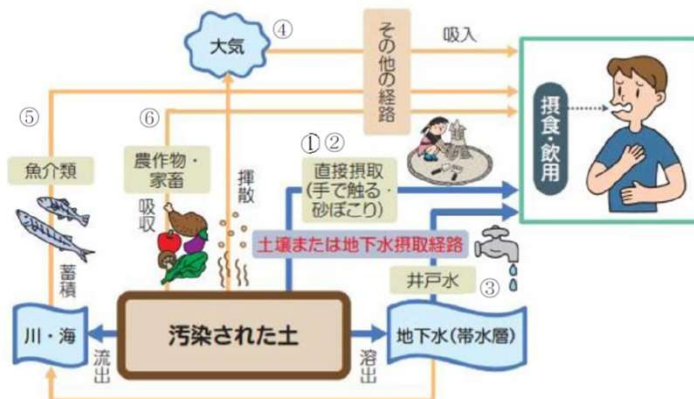 大気
④
その他の経路
吸入
⑤
⑥
① ②
魚介類
農作物・
家畜
揮散
直接摂取
(手で触る・
砂ぼこり)
摂食・飲用
吸収
土壌または地下水摂取経路
蓄積
井戸水
③
川・海
汚染された土
地下水(帯水層)
流出
溶出